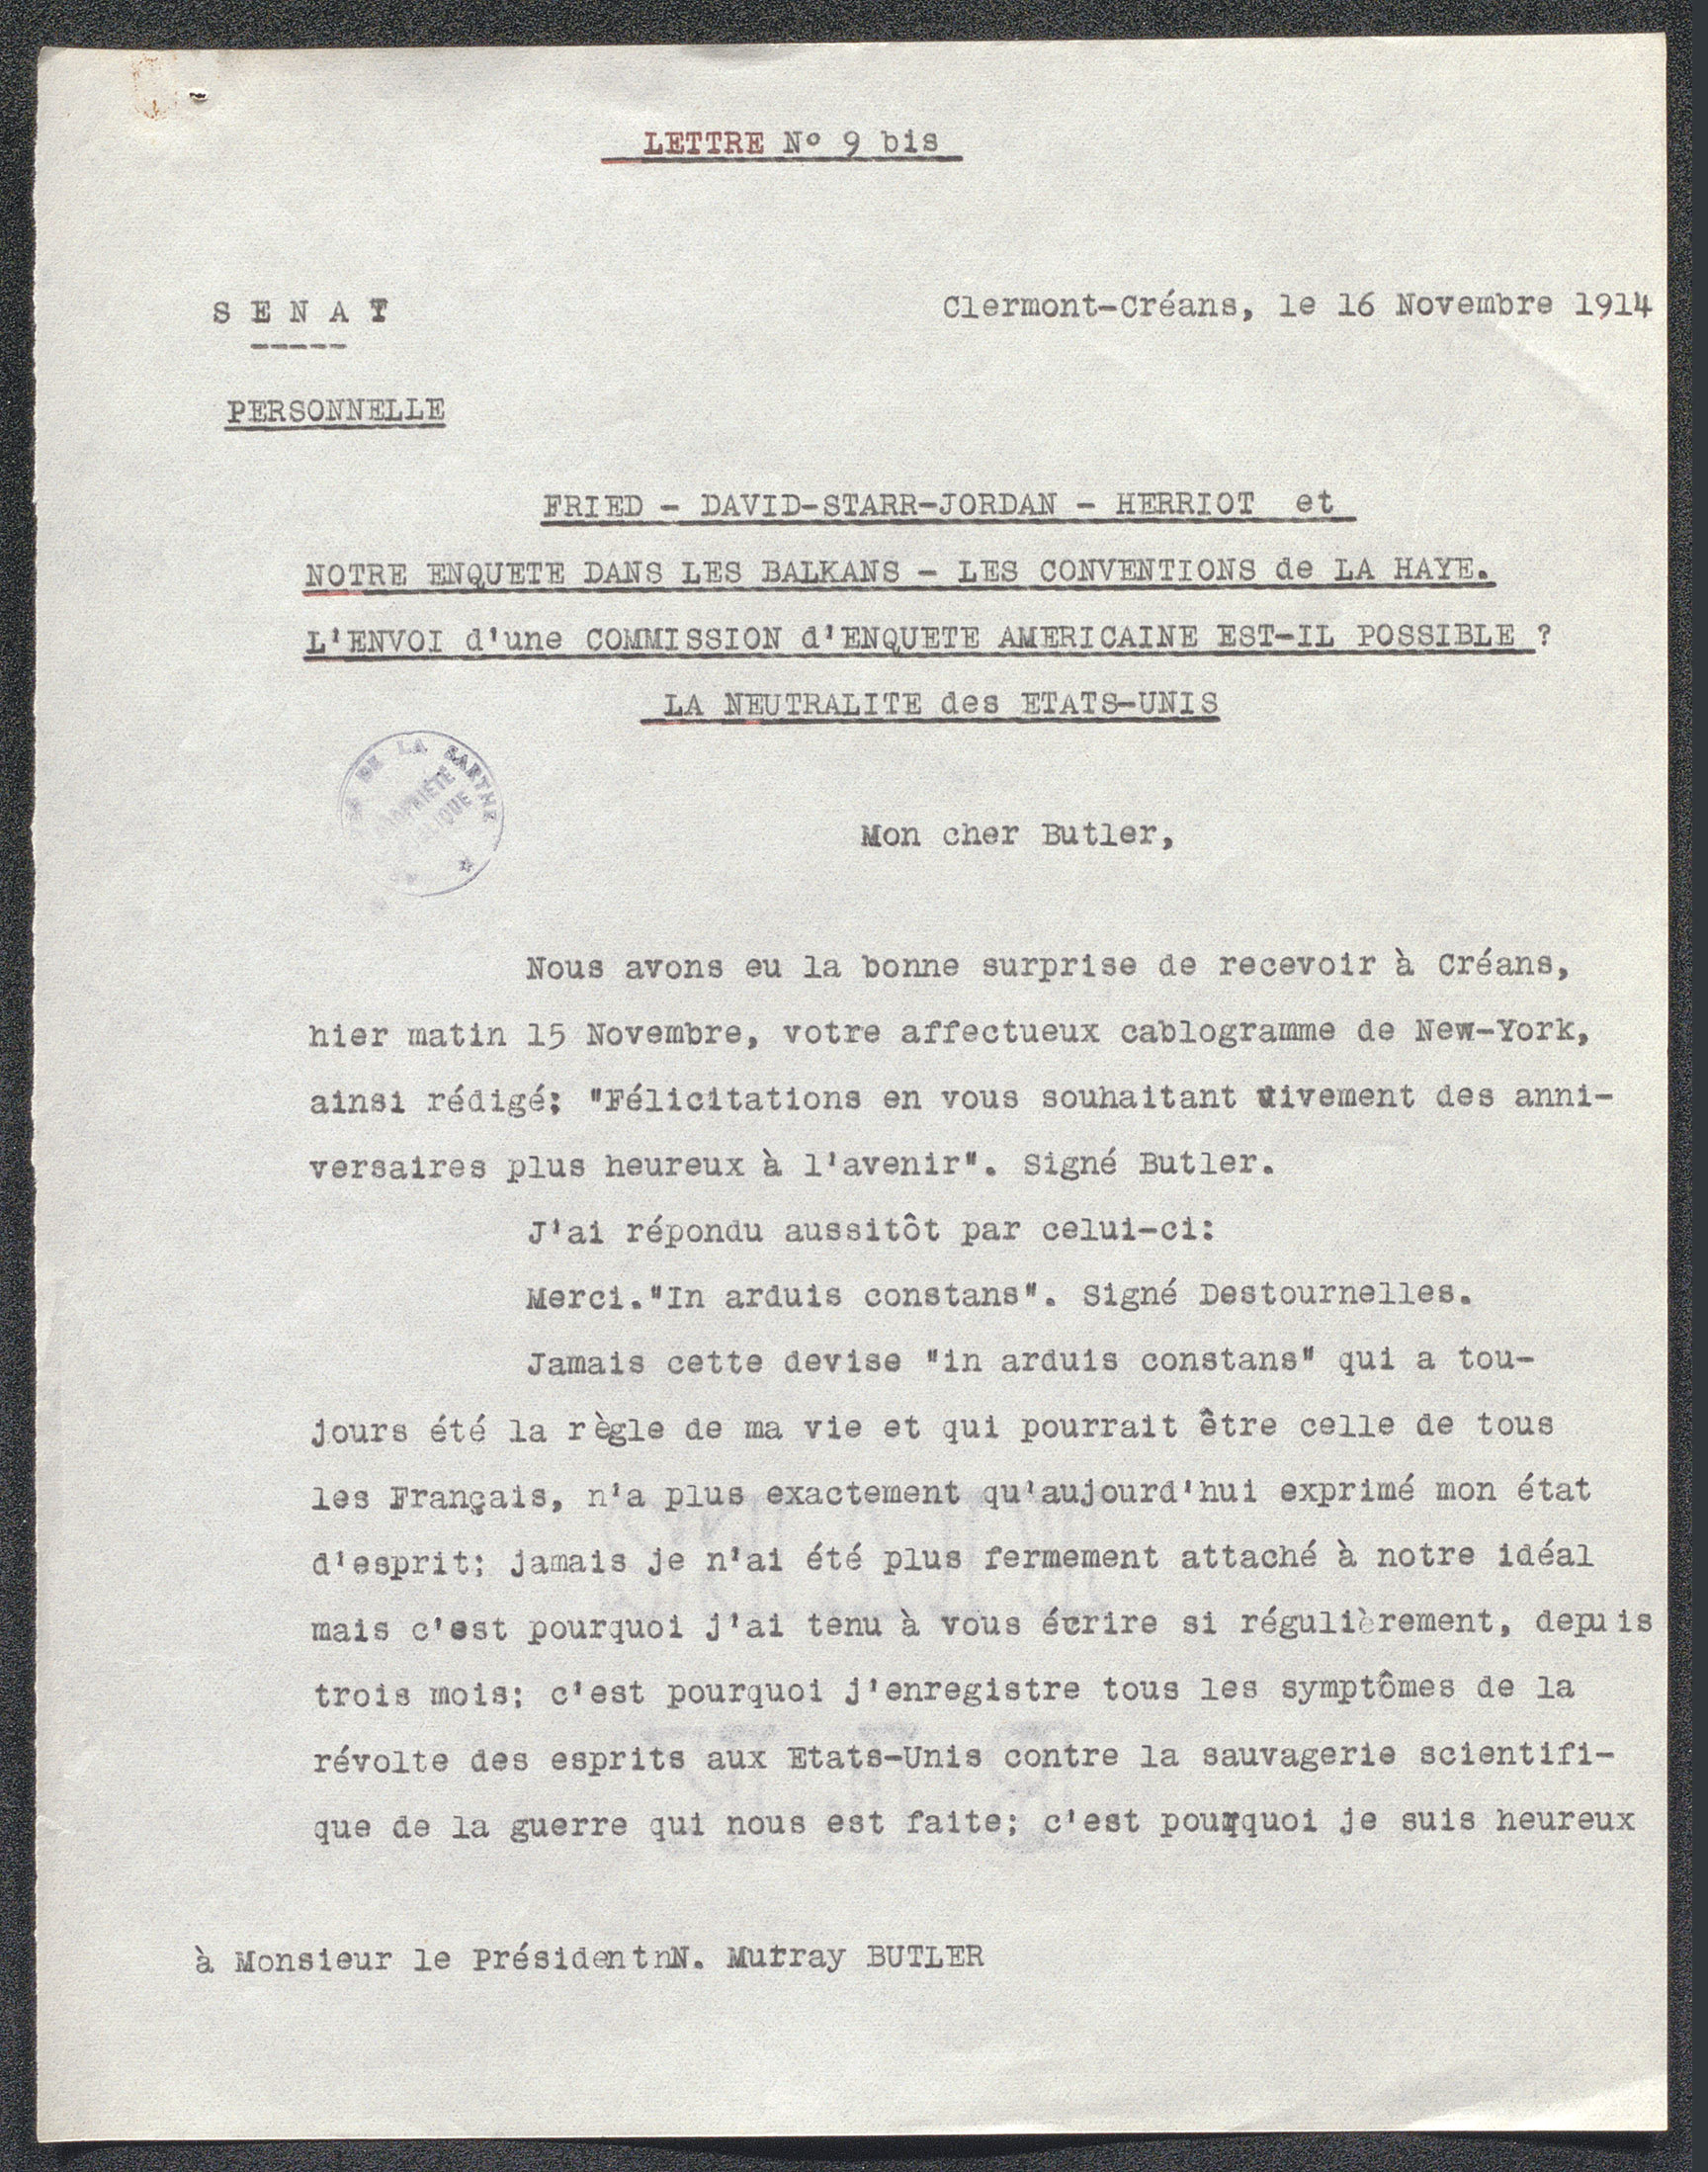 LETTRE Nº 9 bis
SENAT
Clermont-Créans, le 16 Novembre 1914
PERSONNELLE
FRIED - DAVID-STARR-JORDAN - HERRIOT et
NOTRE ENQUETE DANS LES BALKANS - LES CONVENTIONS de LA HAYE.
L'ENVOI d'une COMMISSION d'ENQUETE AMERICAINE EST-IL POSSIBLE ?
LA NEUTRALITE des ETATS-UNIS
DE LA SARTHE
Mon cher Butler,
Nous avons eu la bonne surprise de recevoir à Créans,
hier matin 15 Novembre, votre affectueux cablogramme de New-York,
ainsi rédigé: "Félicitations en vous souhaitant vivement des anni-
versaires plus heureux à l'avenir". Signé Butler.
J'ai répondu aussitôt par celui-ci:
Merci."In arduis constans". Signé Destournelles.
Jamais cette devise "in arduis constans" qui a tou-
jours été la règle de ma vie et qui pourrait être celle de tous
les Français, n'a plus exactement qu'aujourd'hui exprimé mon état
d'esprit; jamais je n'ai été plus fermement attaché à notre idéal
mais c'est pourquoi j'ai tenu à vous écrire si régulièrement, depuis
trois mois; c'est pourquoi j'enregistre tous les symptômes de la
révolte des esprits aux Etats-Unis contre la sauvagerie scientifi-
que de la guerre qui nous est faite; c'est pourquoi je suis heureux
à Monsieur le PrésidentnN. Murray BUTLER